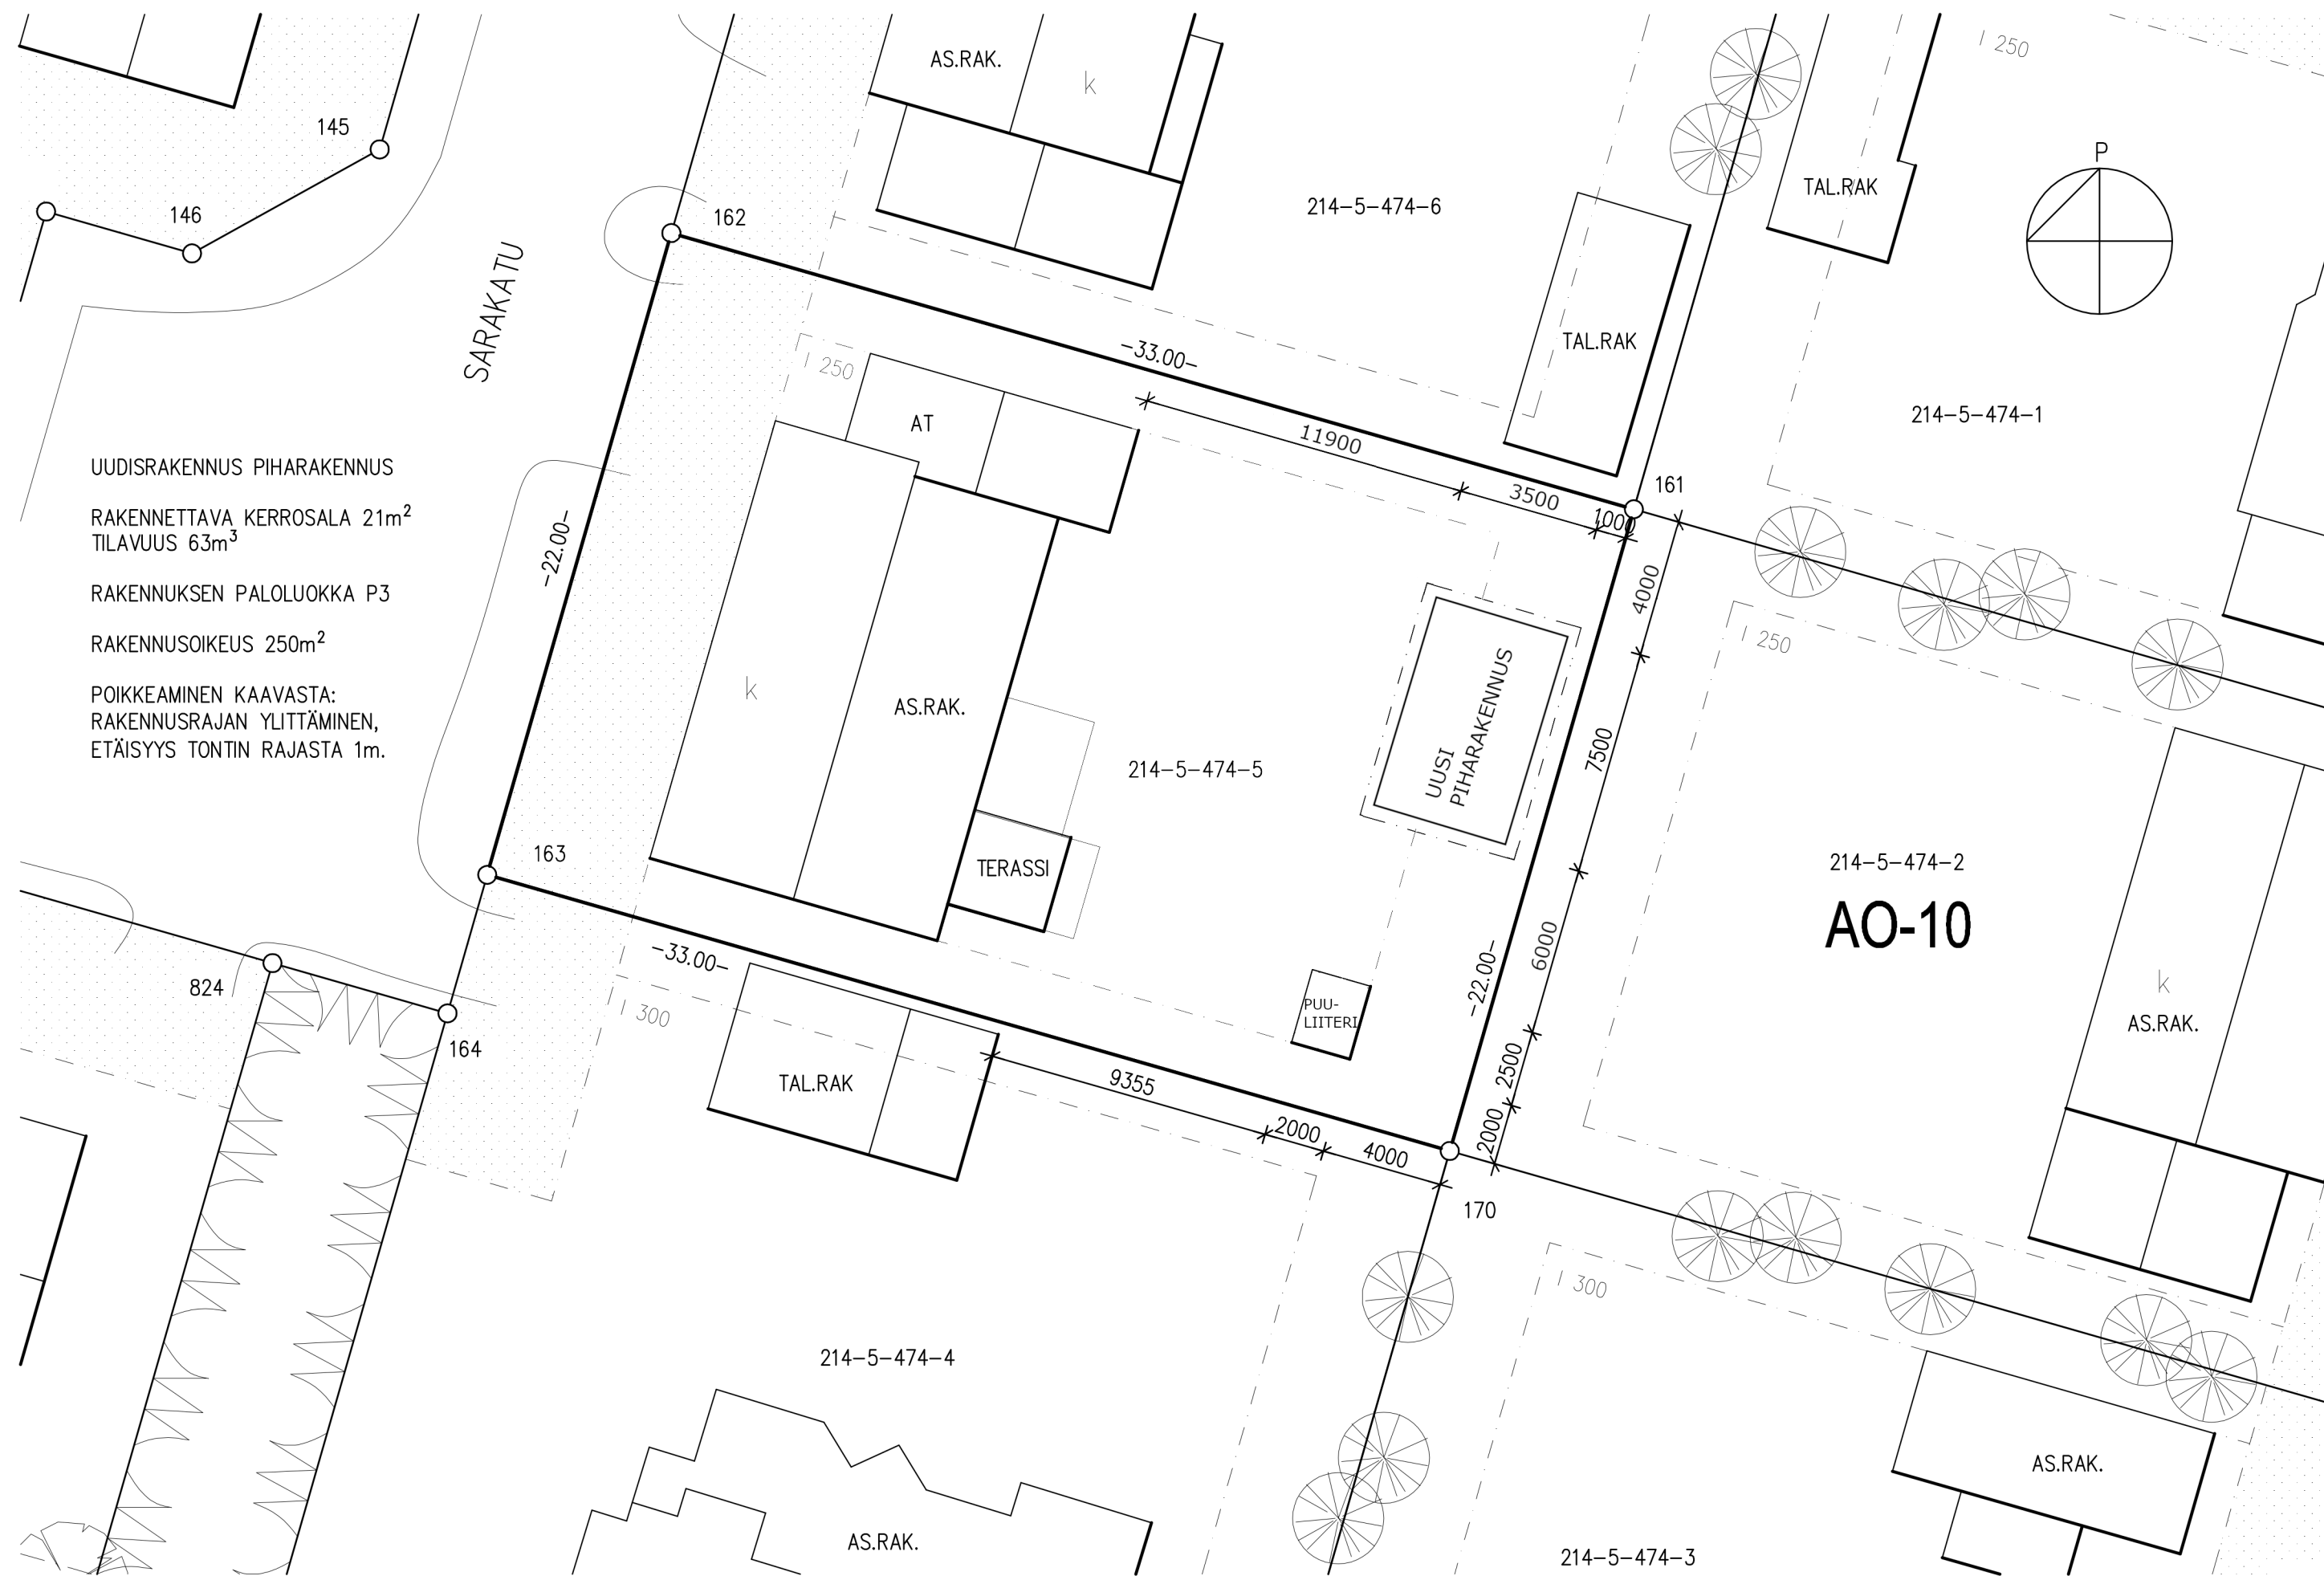 AS.RAK.
k
I 250
145
P
146
162
TAL.RAK
214-5-474-6
SARAKATU
-33.00-
TAL.RAK
I 250
AT
11900
214-5-474-1
UUDISRAKENNUS PIHARAKENNUS
RAKENNETTAVA KERROSALA 21m²
TILAVUUS 63m³
RAKENNUKSEN PALOLUOKKA P3
RAKENNUSOIKEUS 250m²
POIKKEAMINEN KAAVASTA:
RAKENNUSRAJAN YLITTÄMINEN,
ETÄISYYS TONTIN RAJASTA 1m.
-22.00-
3500
1000
161
4000
I 250
k
AS.RAK.
UUSI
PIHARAKENNUS
7500
214-5-474-5
163
TERASSI
214-5-474-2
AO-10
-33.00-
-22.00-
6000
824
k
AS.RAK.
I 300
PUU-
LIITERI
164
TAL.RAK
9355
2000
4000
2500
2000
170
I 300
214-5-474-4
AS.RAK.
AS.RAK.
214-5-474-3